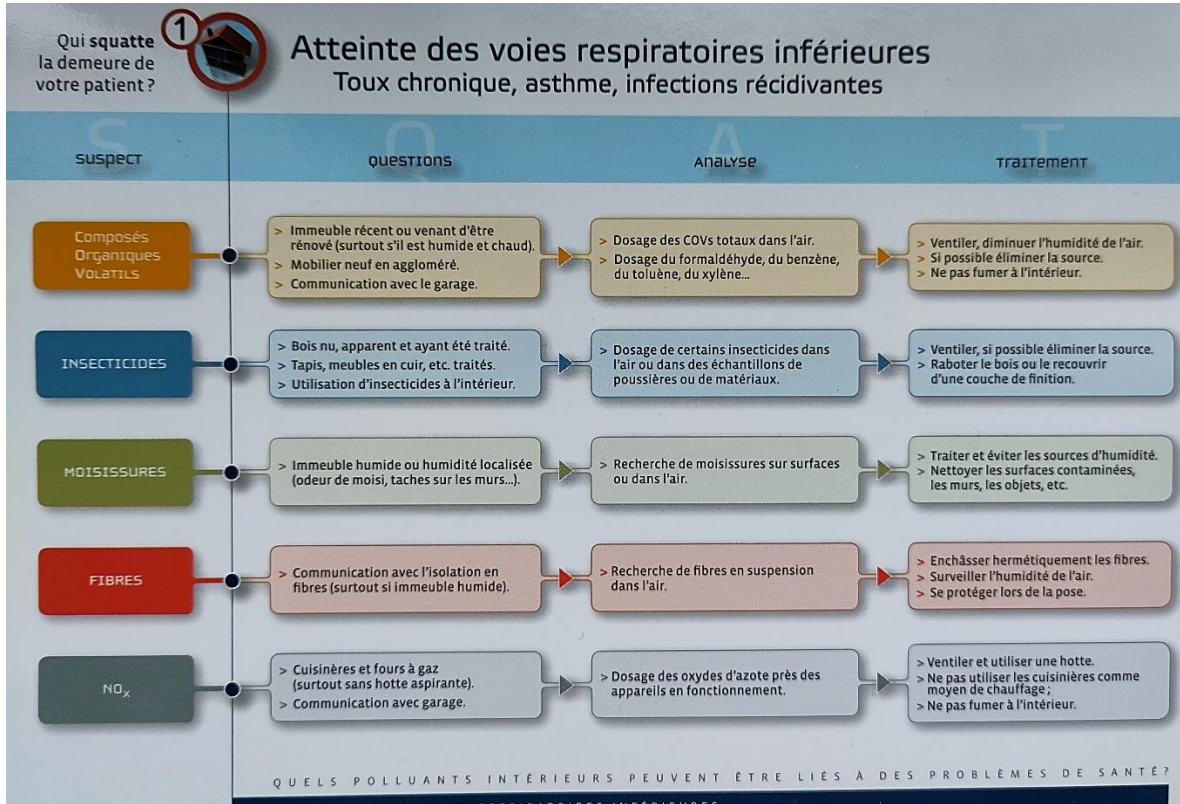 Qui squatte
la demeure de
votre patient ?
1
Atteinte des voies respiratoires inférieures
Toux chronique, asthme, infections récidivantes
S Q A T
suspect questions analyse traitement
Composés
Organiques
Volatils
> Immeuble récent ou venant d'être
rénové (surtout s'il est humide et chaud).
> Mobilier neuf en aggloméré.
> Communication avec le garage.
> Dosage des COVs totaux dans l'air.
> Dosage du formaldéhyde, du benzène,
du toluène, du xylène...
> Ventiler, diminuer l'humidité de l'air.
> Si possible éliminer la source.
> Ne pas fumer à l'intérieur.
INSECTICIDES
> Bois nu, apparent et ayant été traité.
> Tapis, meubles en cuir, etc. traités.
> Utilisation d'insecticides à l'intérieur.
> Dosage de certains insecticides dans
l'air ou dans des échantillons de
poussières ou de matériaux.
> Ventiler, si possible éliminer la source.
> Raboter le bois ou le recouvrir
d'une couche de finition.
MOISISSURES
> Immeuble humide ou humidité localisée
(odeur de moisi, taches sur les murs...).
> Recherche de moisissures sur surfaces
ou dans l'air.
> Traiter et éviter les sources d'humidité.
> Nettoyer les surfaces contaminées,
les murs, les objets, etc.
FIBRES
> Communication avec l'isolation en
fibres (surtout si immeuble humide).
> Recherche de fibres en suspension
dans l'air.
> Enchâsser hermétiquement les fibres.
> Surveiller l'humidité de l'air.
> Se protéger lors de la pose.
NOx
> Cuisinères et fours à gaz
(surtout sans hotte aspirante).
> Communication avec garage.
> Dosage des oxydes d'azote près des
appareils en fonctionnement.
> Ventiler et utiliser une hotte.
> Ne pas utiliser les cuisinières comme
moyen de chauffage ;
> Ne pas fumer à l'intérieur.
QUELS POLLUANTS INTÉRIEURS PEUVENT ÊTRE LIÉS À DES PROBLÈMES DE SANTÉ ?
RESPIRATOIRES INFÉRIEURES